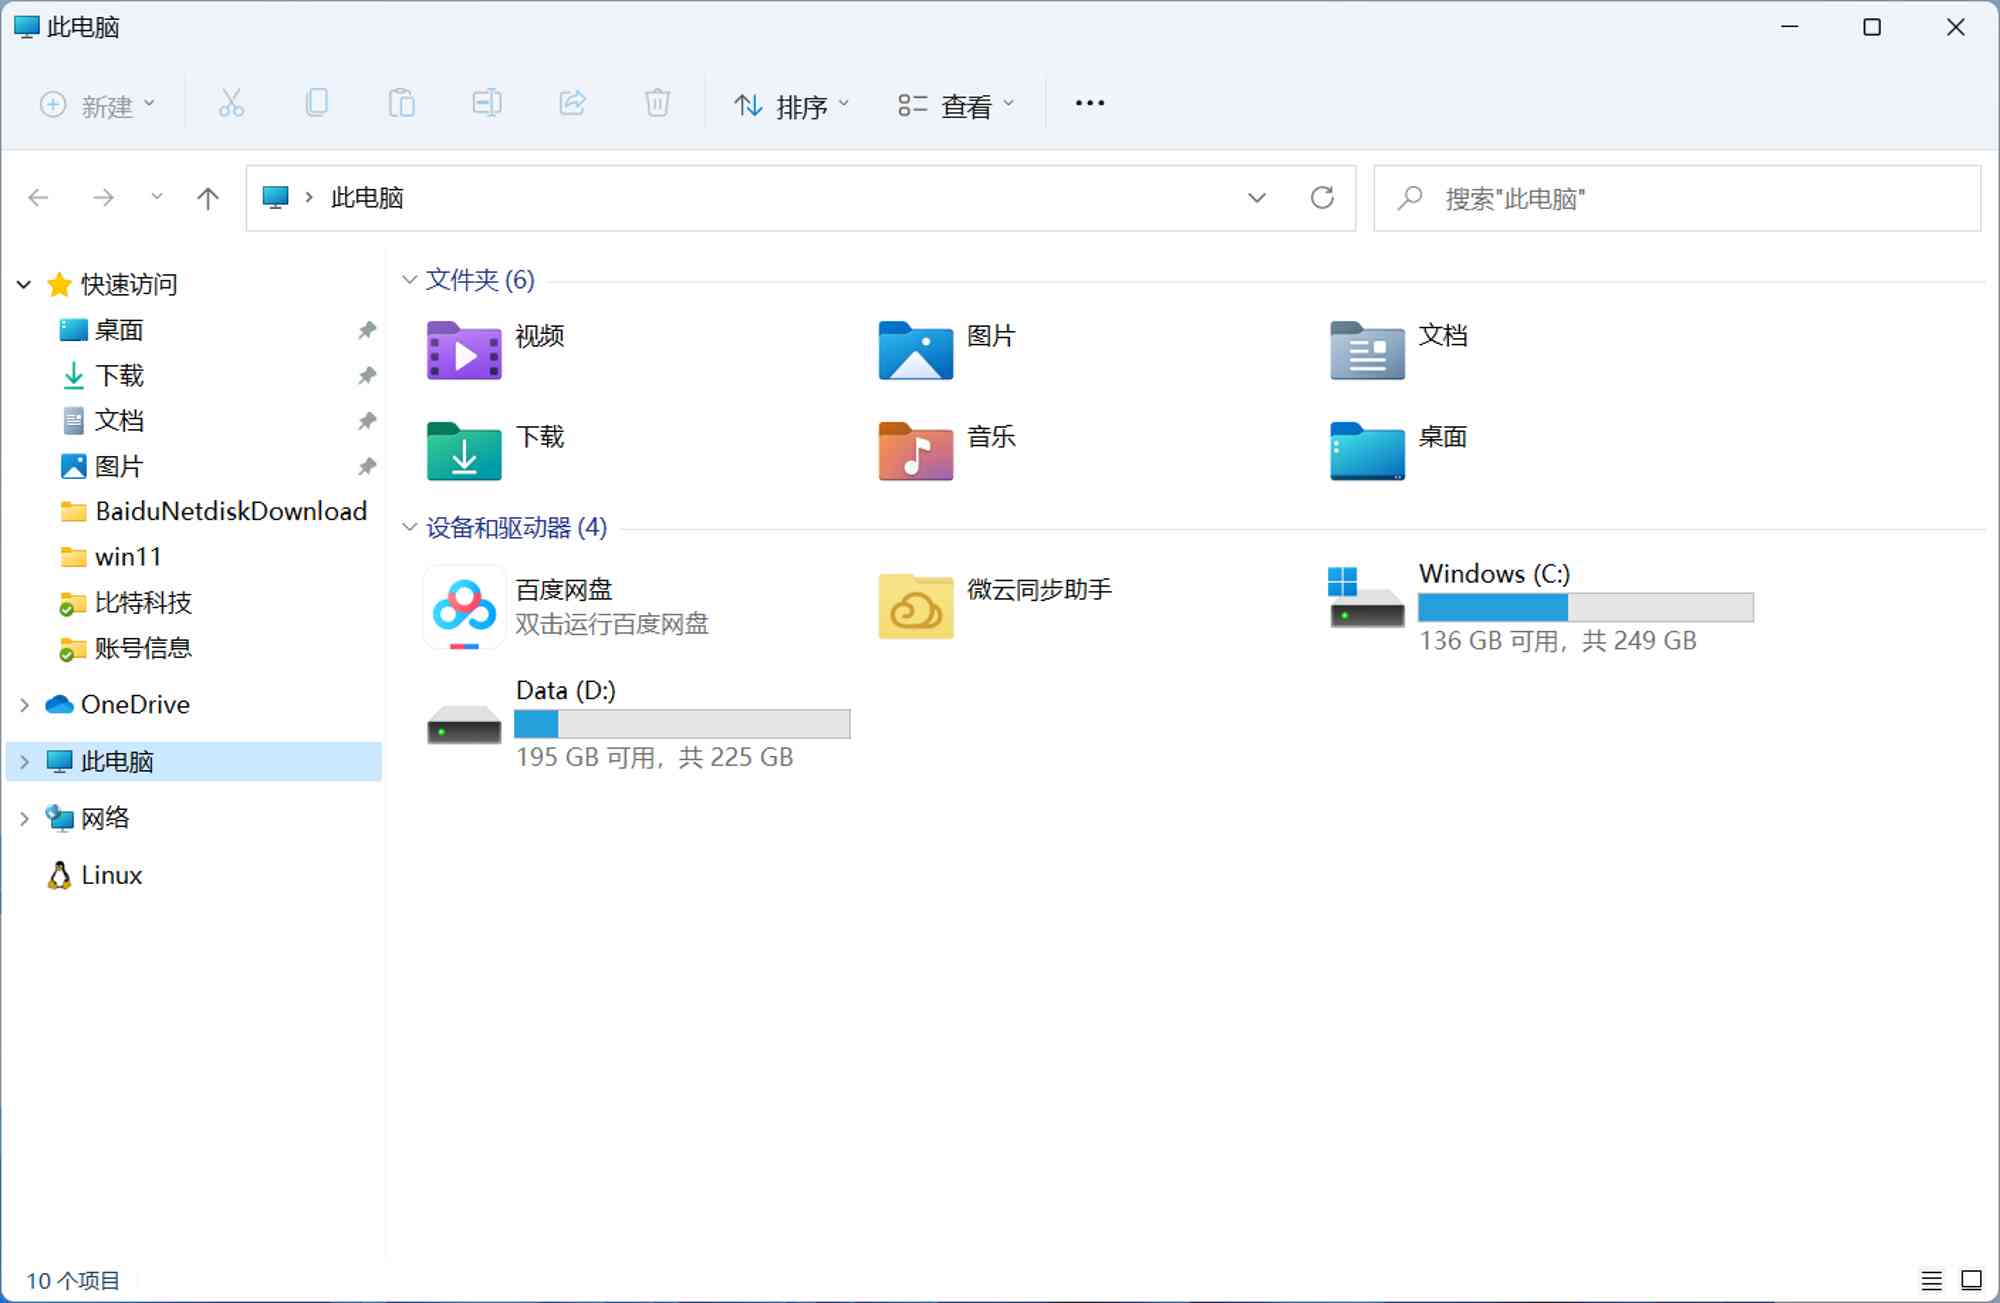 此电脑
新建
排序
查看
此电脑
搜索"此电脑"
快速访问
桌面
下载
文档
图片
BaiduNetdiskDownload
win11
比特科技
账号信息
OneDrive
此电脑
网络
Linux
文件夹 (6)
视频
图片
文档
下载
音乐
桌面
设备和驱动器 (4)
百度网盘
双击运行百度网盘
微云同步助手
Windows (C:)
136 GB 可用，共 249 GB
Data (D:)
195 GB 可用，共 225 GB
10 个项目